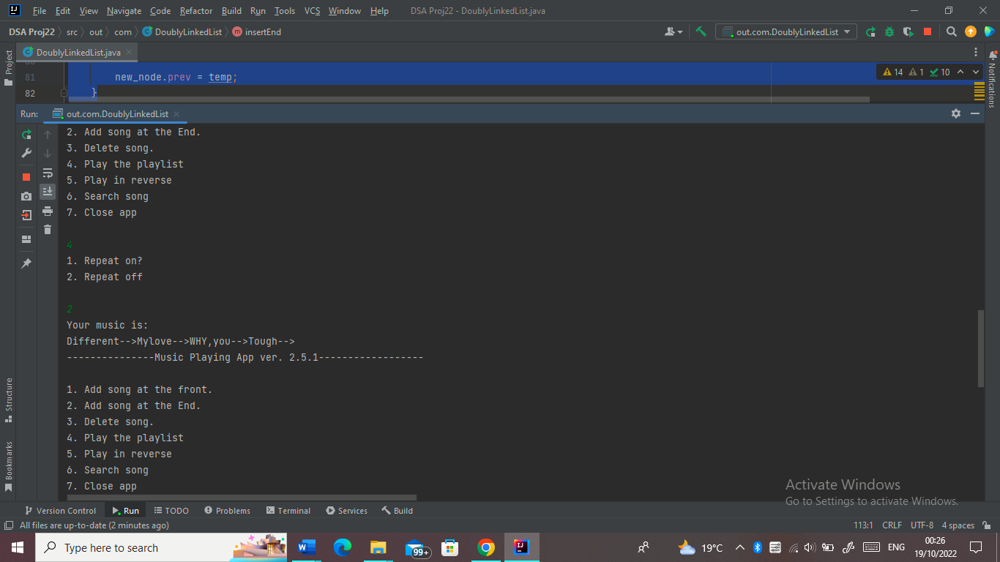 File Edit View Navigate Code Refactor Build Run Tools VCS Window Help DSA Proj22 - DoublyLinkedList.java
DSA Proj22 src out com DoublyLinkedList insertEnd out.com.DoublyLinkedList
Project
DoublyLinkedList.java
Notifications
81 new_node.prev = temp; 14 1 10
82 }
Run: out.com.DoublyLinkedList
2. Add song at the End.
3. Delete song.
4. Play the playlist
5. Play in reverse
6. Search song
7. Close app
4
1. Repeat on?
2. Repeat off
2
Your music is:
Different-->Mylove-->WHY,you-->Tough-->
---------------Music Playing App ver. 2.5.1------------------
1. Add song at the front.
2. Add song at the End.
3. Delete song.
4. Play the playlist
5. Play in reverse
6. Search song
7. Close app
Structure
Bookmarks
Activate Windows
Go to Settings to activate Windows.
Version Control Run TODO Problems Terminal Services Build
All files are up-to-date (2 minutes ago) 113:1 CRLF UTF-8 4 spaces
Type here to search 99+ 19°C ENG 00:26
19/10/2022